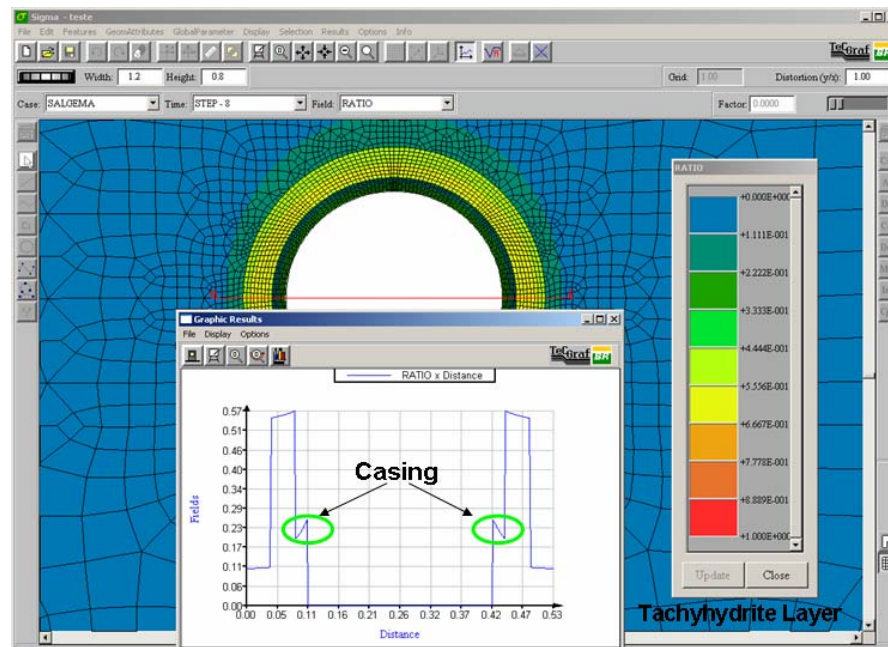 Sigma - teste
File Edit Features GeomAttributes GlobalParameter Display Selection Results Options Info
TeCGraf BR
Width: 1.2 Height: 0.8 Grid: 1.00 Distortion (y/x): 1.00
Case: SALGEMA Time: STEP - 8 Field: RATIO Factor: 0.0000
RATIO
+0.000E+000
+1.111E-001
+2.222E-001
+3.333E-001
+4.444E-001
+5.556E-001
+6.667E-001
+7.778E-001
+8.889E-001
+1.000E+000
Update Close
Tachyhydrite Layer
Graphic Results
File Display Options
TeCGraf BR
RATIO x Distance
0.57
0.51
0.46
0.40
0.34
0.29
0.23
0.17
0.11
0.06
0.00
Fields
Casing
0.00 0.05 0.11 0.16 0.21 0.26 0.32 0.37 0.42 0.47 0.53
Distance